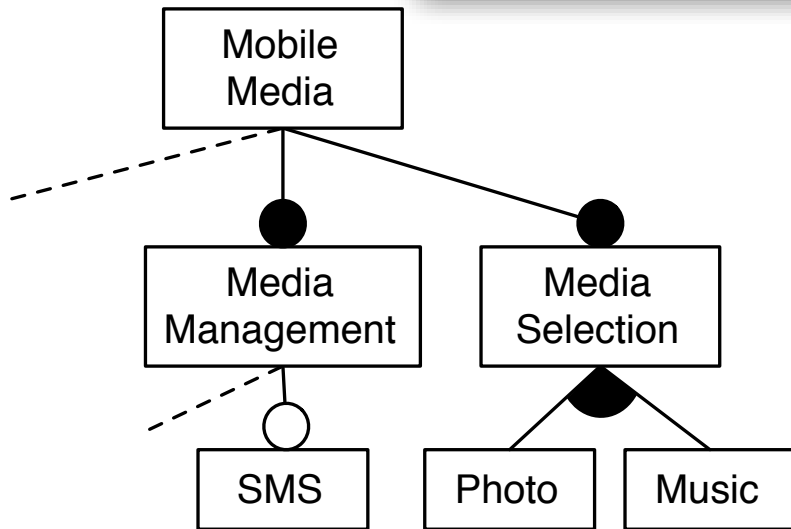 Mobile
Media
Media
Management
Media
Selection
SMS
Photo
Music